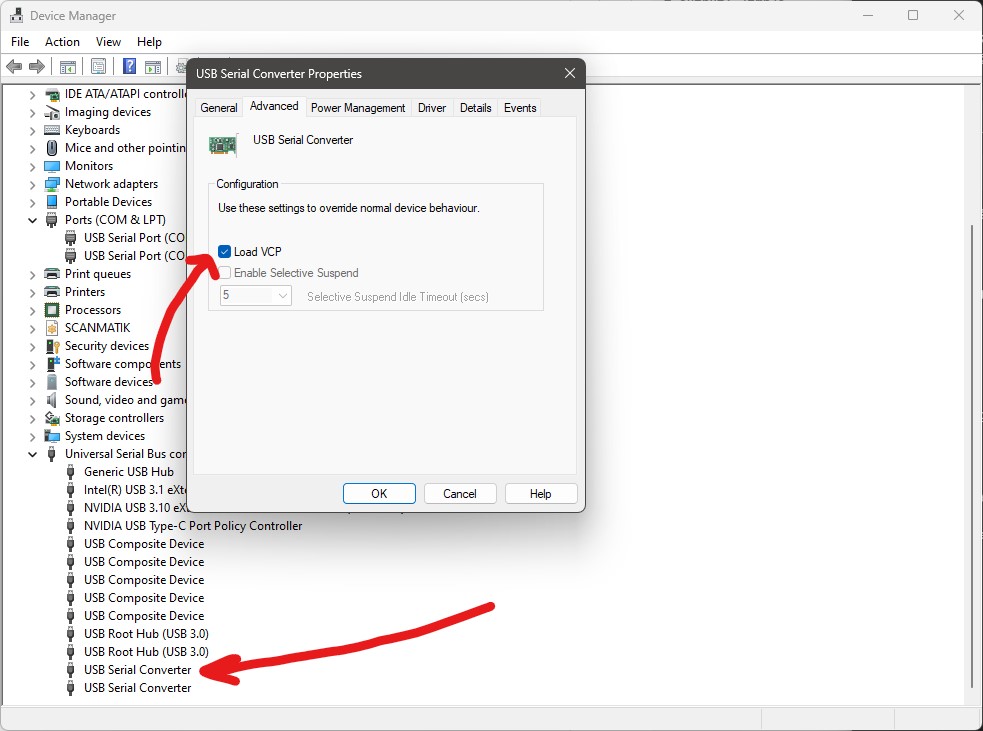 Device Manager
File Action View Help
IDE ATA/ATAPI controlle
Imaging devices
Keyboards
Mice and other pointin
Monitors
Network adapters
Portable Devices
Ports (COM & LPT)
USB Serial Port (CO
USB Serial Port (CO
Print queues
Printers
Processors
SCANMATIK
Security devices
Software components
Software devices
Sound, video and game
Storage controllers
System devices
Universal Serial Bus con
Generic USB Hub
Intel(R) USB 3.1 eXte
NVIDIA USB 3.10 eX
NVIDIA USB Type-C Port Policy Controller
USB Composite Device
USB Composite Device
USB Composite Device
USB Composite Device
USB Composite Device
USB Root Hub (USB 3.0)
USB Root Hub (USB 3.0)
USB Serial Converter
USB Serial Converter
USB Serial Converter Properties
General Advanced Power Management Driver Details Events
USB Serial Converter
Configuration
Use these settings to override normal device behaviour.
Load VCP
Enable Selective Suspend
5 Selective Suspend Idle Timeout (secs)
OK Cancel Help